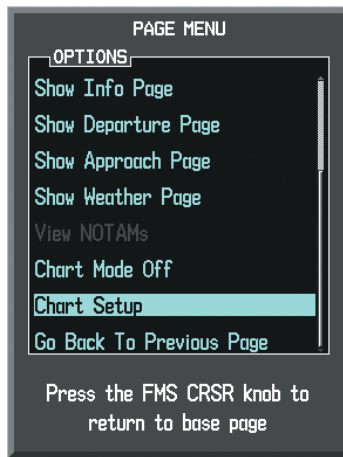 PAGE MENU
OPTIONS
Show Info Page
Show Departure Page
Show Approach Page
Show Weather Page
View NOTAMs
Chart Mode Off
Chart Setup
Go Back To Previous Page
Press the FMS CRSR knob to
return to base page